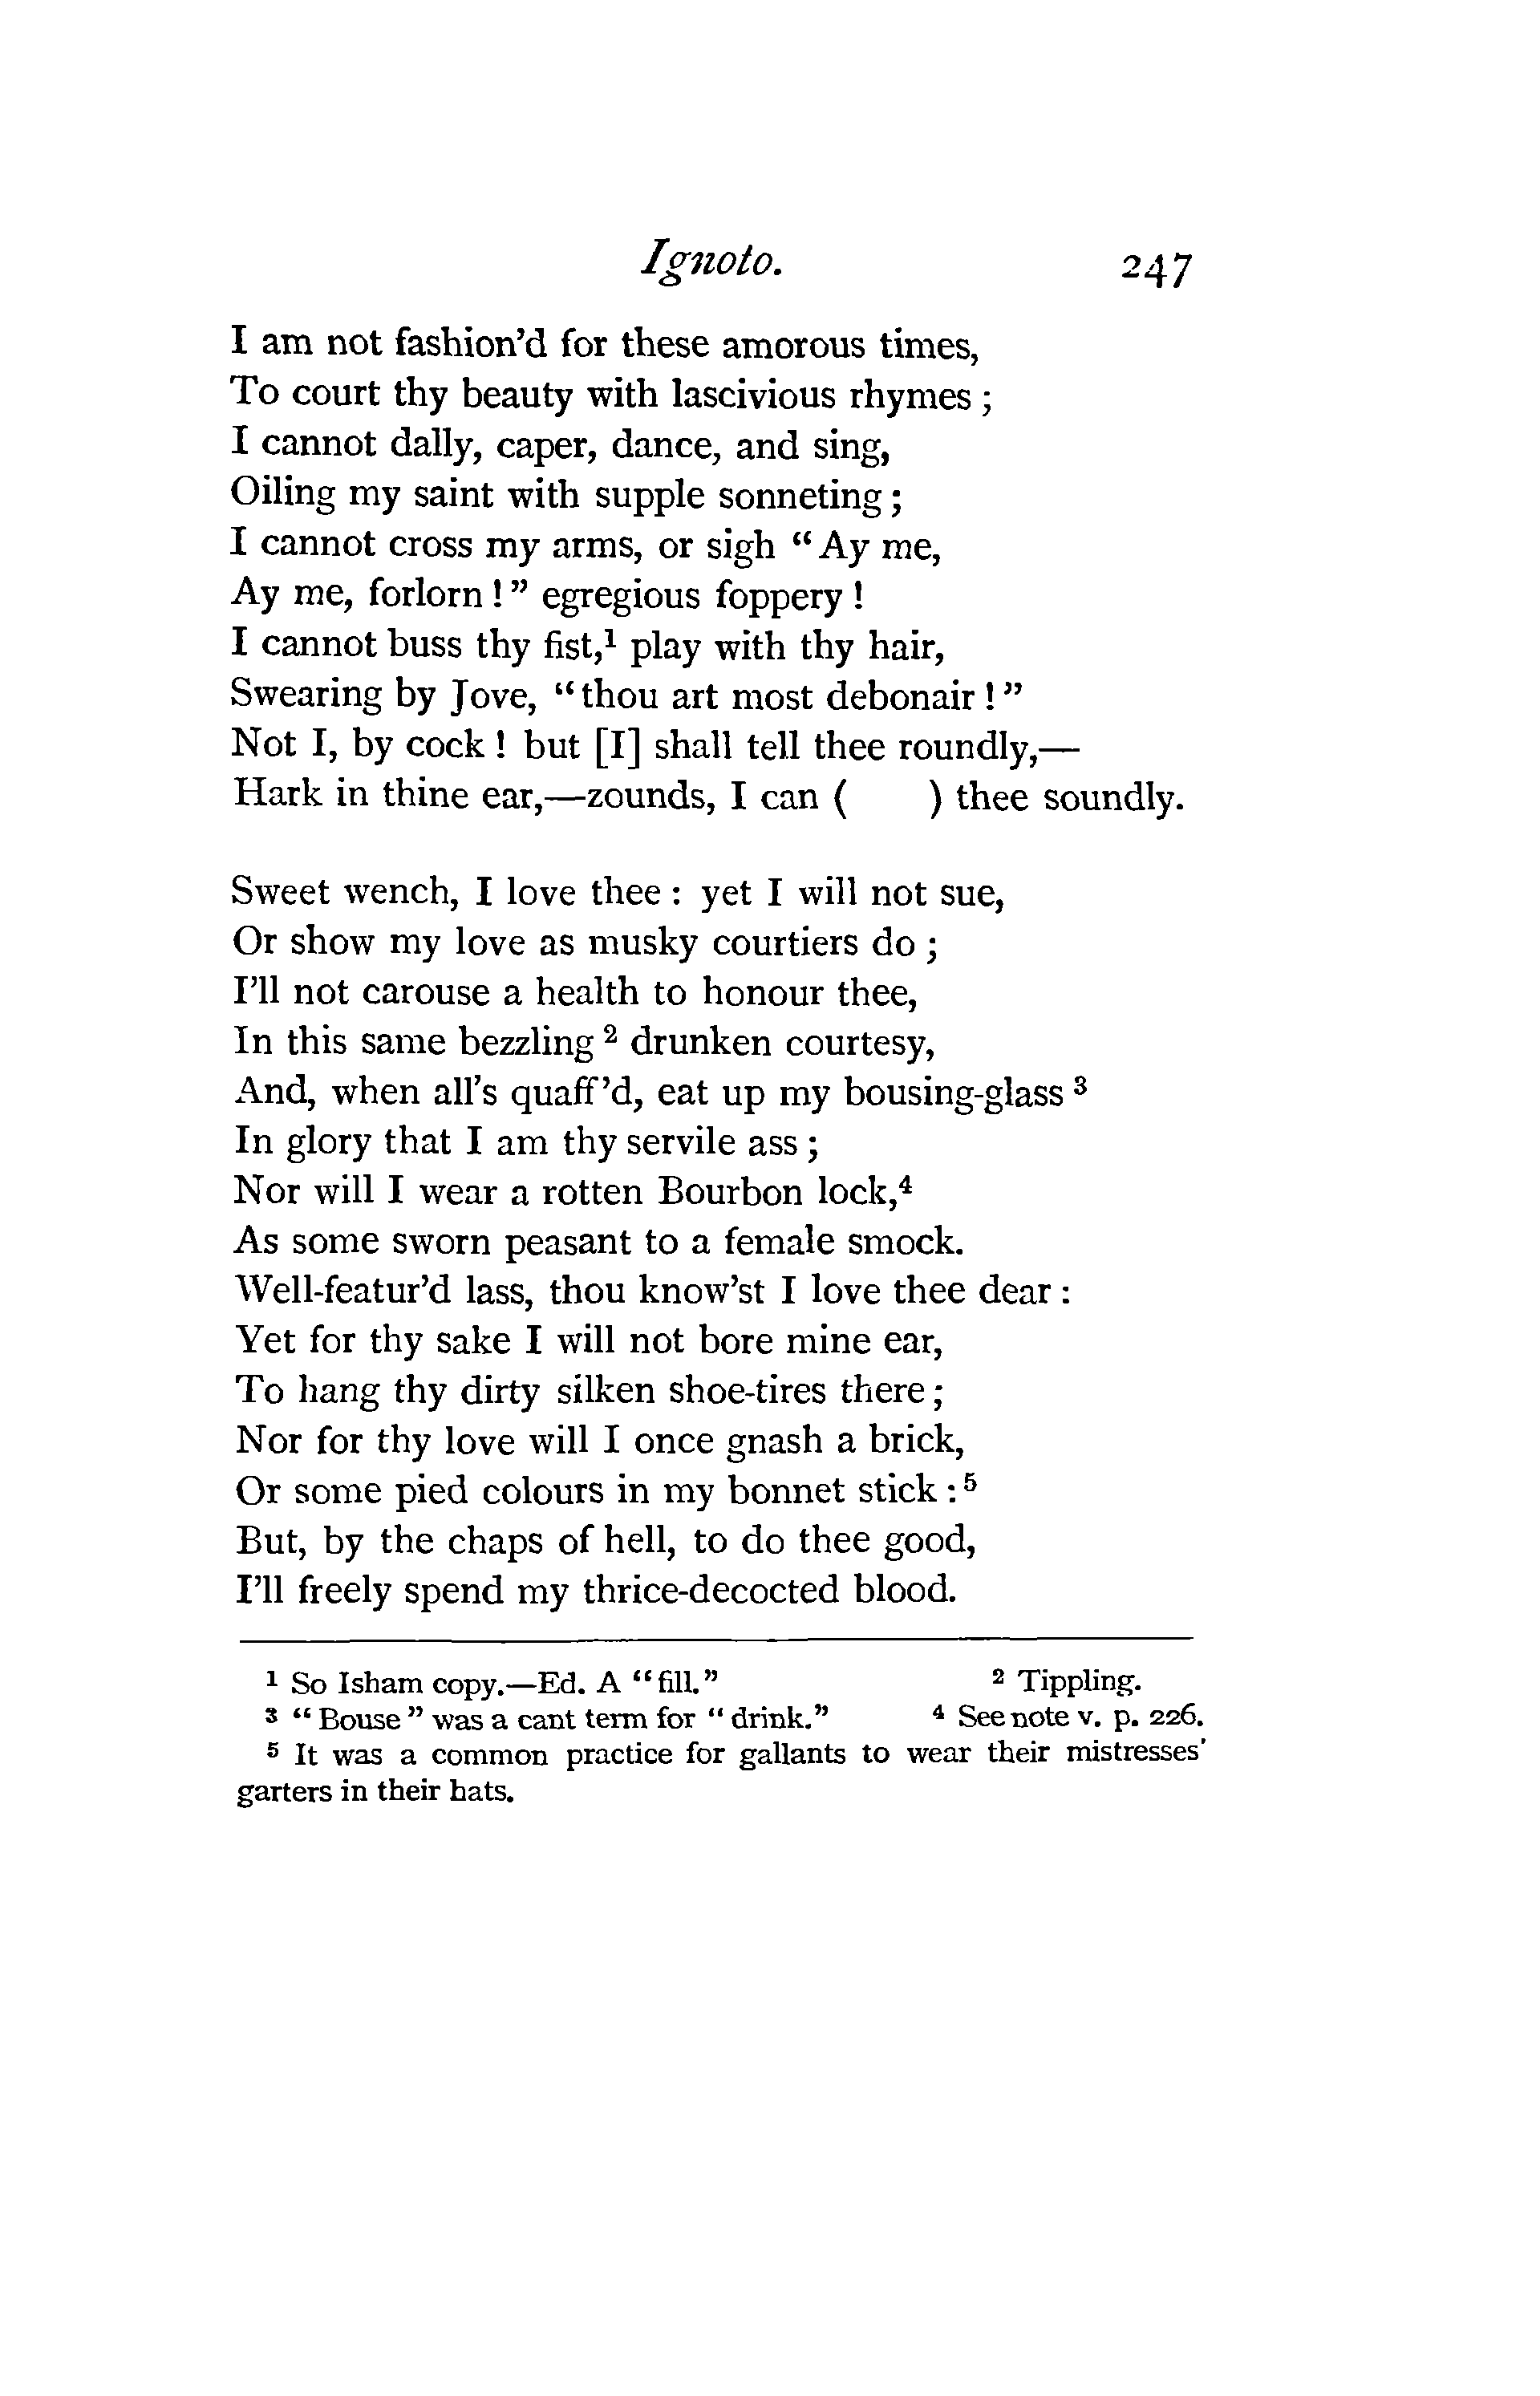 Ignoto. 247
I am not fashion’d for these amorous times,
To court thy beauty with lascivious rhymes ;
I cannot dally, caper, dance, and sing,
Oiling my saint with supple sonneting ;
I cannot cross my arms, or sigh “ Ay me,
Ay me, forlorn ! ” egregious foppery !
I cannot buss thy fist,¹ play with thy hair,
Swearing by Jove, “ thou art most debonair ! ”
Not I, by cock ! but [I] shall tell thee roundly,—
Hark in thine ear,—zounds, I can (     ) thee soundly.
Sweet wench, I love thee : yet I will not sue,
Or show my love as musky courtiers do ;
I’ll not carouse a health to honour thee,
In this same bezzling ² drunken courtesy,
And, when all’s quaff’d, eat up my bousing-glass ³
In glory that I am thy servile ass ;
Nor will I wear a rotten Bourbon lock,⁴
As some sworn peasant to a female smock.
Well-featur’d lass, thou know’st I love thee dear :
Yet for thy sake I will not bore mine ear,
To hang thy dirty silken shoe-tires there ;
Nor for thy love will I once gnash a brick,
Or some pied colours in my bonnet stick : ⁵
But, by the chaps of hell, to do thee good,
I’ll freely spend my thrice-decocted blood.
¹ So Isham copy.—Ed. A “ fill.” ² Tippling.
³ “ Bouse ” was a cant term for “ drink.” ⁴ See note v. p. 226.
⁵ It was a common practice for gallants to wear their mistresses’
garters in their hats.